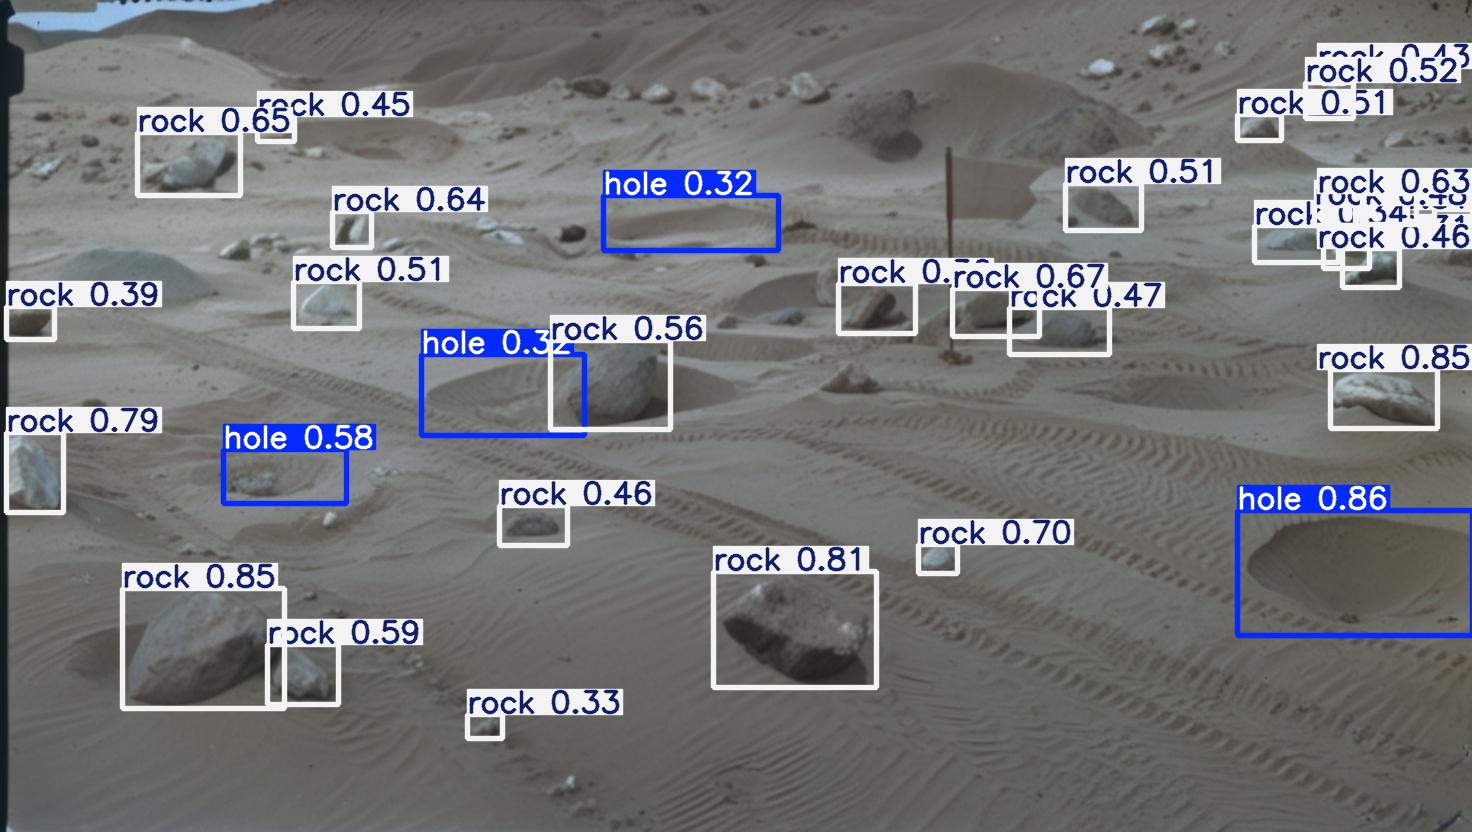 rock 0.52
rock 0.51
rock 0.45
rock 0.65
rock 0.51
rock 0.63
hole 0.32
rock 0.64
rock 0.46
rock 0.51
rock
rock 0.67
rock 0.39
rock 0.47
rock 0.56
hole 0.32
rock 0.85
rock 0.79
hole 0.58
rock 0.46
hole 0.86
rock 0.70
rock 0.81
rock 0.85
rock 0.59
rock 0.33